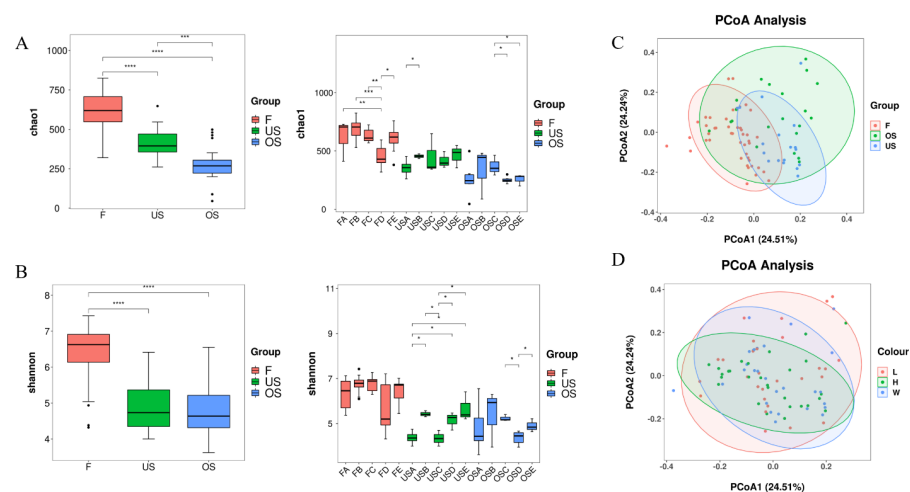 A
1000
750
500
250
0
chao1
****
***
****
F
US
OS
Group
F
US
OS
1000
500
0
chao1
**
***
**
*
*
*
*
FA
FB
FC
FD
FE
USA
USB
USC
USD
USE
OSA
OSB
OSC
OSD
OSE
Group
F
US
OS
C
PCoA Analysis
0.4
0.2
0.0
-0.2
-0.4
PCoA2 (24.24%)
-0.4
-0.2
0.0
0.2
0.4
PCoA1 (24.51%)
Group
F
OS
US
B
8
7
6
5
4
shannon
****
****
F
US
OS
Group
F
US
OS
11
9
7
5
shannon
*
*
*
*
*
*
*
*
FA
FB
FC
FD
FE
USA
USB
USC
USD
USE
OSA
OSB
OSC
OSD
OSE
Group
F
US
OS
D
PCoA Analysis
0.4
0.2
0.0
-0.2
PCoA2 (24.24%)
-0.2
0.0
0.2
0.4
PCoA1 (24.51%)
Colour
L
H
W